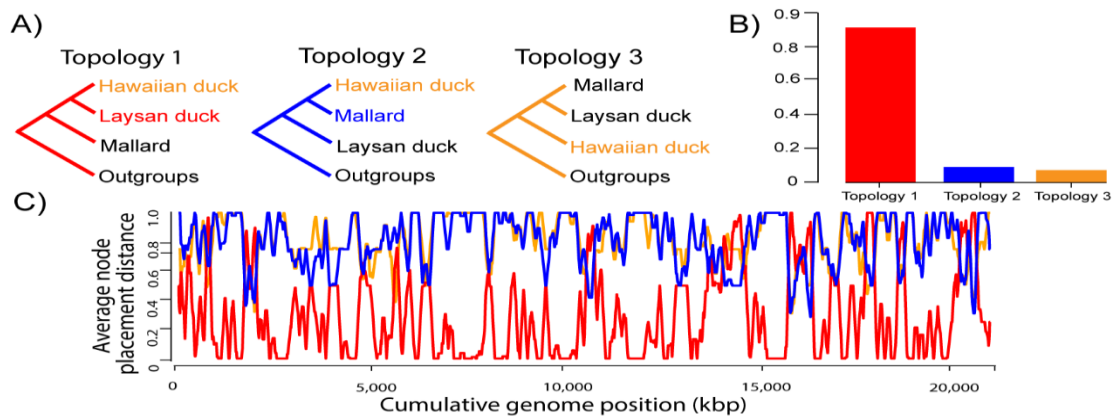 A)
Topology 1
Hawaiian duck
Laysan duck
Mallard
Outgroups
Topology 2
Hawaiian duck
Mallard
Laysan duck
Outgroups
Topology 3
Mallard
Laysan duck
Hawaiian duck
Outgroups
B)
0.9
0.8
0.6
0.4
0.2
0
Topology 1 Topology 2 Topology 3
C)
Average node
placement distance
1.0
0.8
0.6
0.4
0.2
0
0 5,000 10,000 15,000 20,000
Cumulative genome position (kbp)